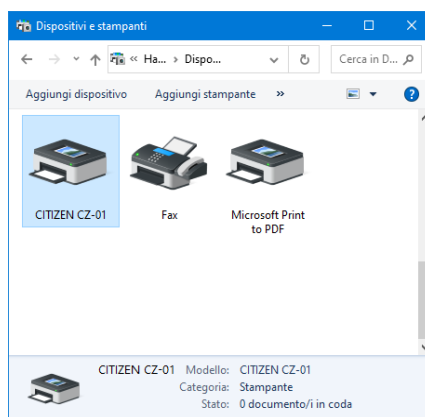 Dispositivi e stampanti
« Ha... › Dispo...
Cerca in D...
Aggiungi dispositivo Aggiungi stampante »
?
CITIZEN CZ-01 Fax Microsoft Print
to PDF
CITIZEN CZ-01 Modello: CITIZEN CZ-01
Categoria: Stampante
Stato: 0 documento/i in coda